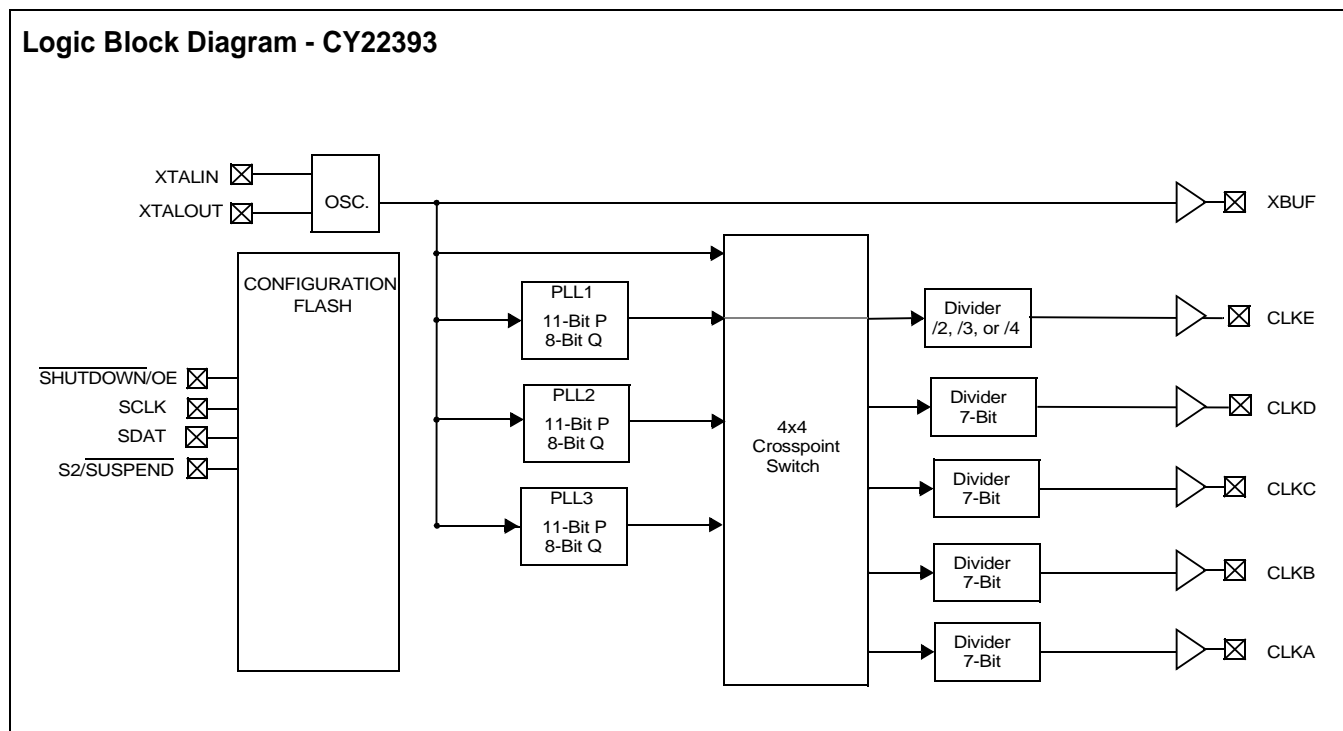 Logic Block Diagram - CY22393
XTALIN
XTALOUT
OSC.
XBUF
CONFIGURATION
FLASH
SHUTDOWN/OE
SCLK
SDAT
S2/SUSPEND
PLL1
11-Bit P
8-Bit Q
PLL2
11-Bit P
8-Bit Q
PLL3
11-Bit P
8-Bit Q
4x4
Crosspoint
Switch
Divider
/2, /3, or /4
CLKE
Divider
7-Bit
CLKD
Divider
7-Bit
CLKC
Divider
7-Bit
CLKB
Divider
7-Bit
CLKA